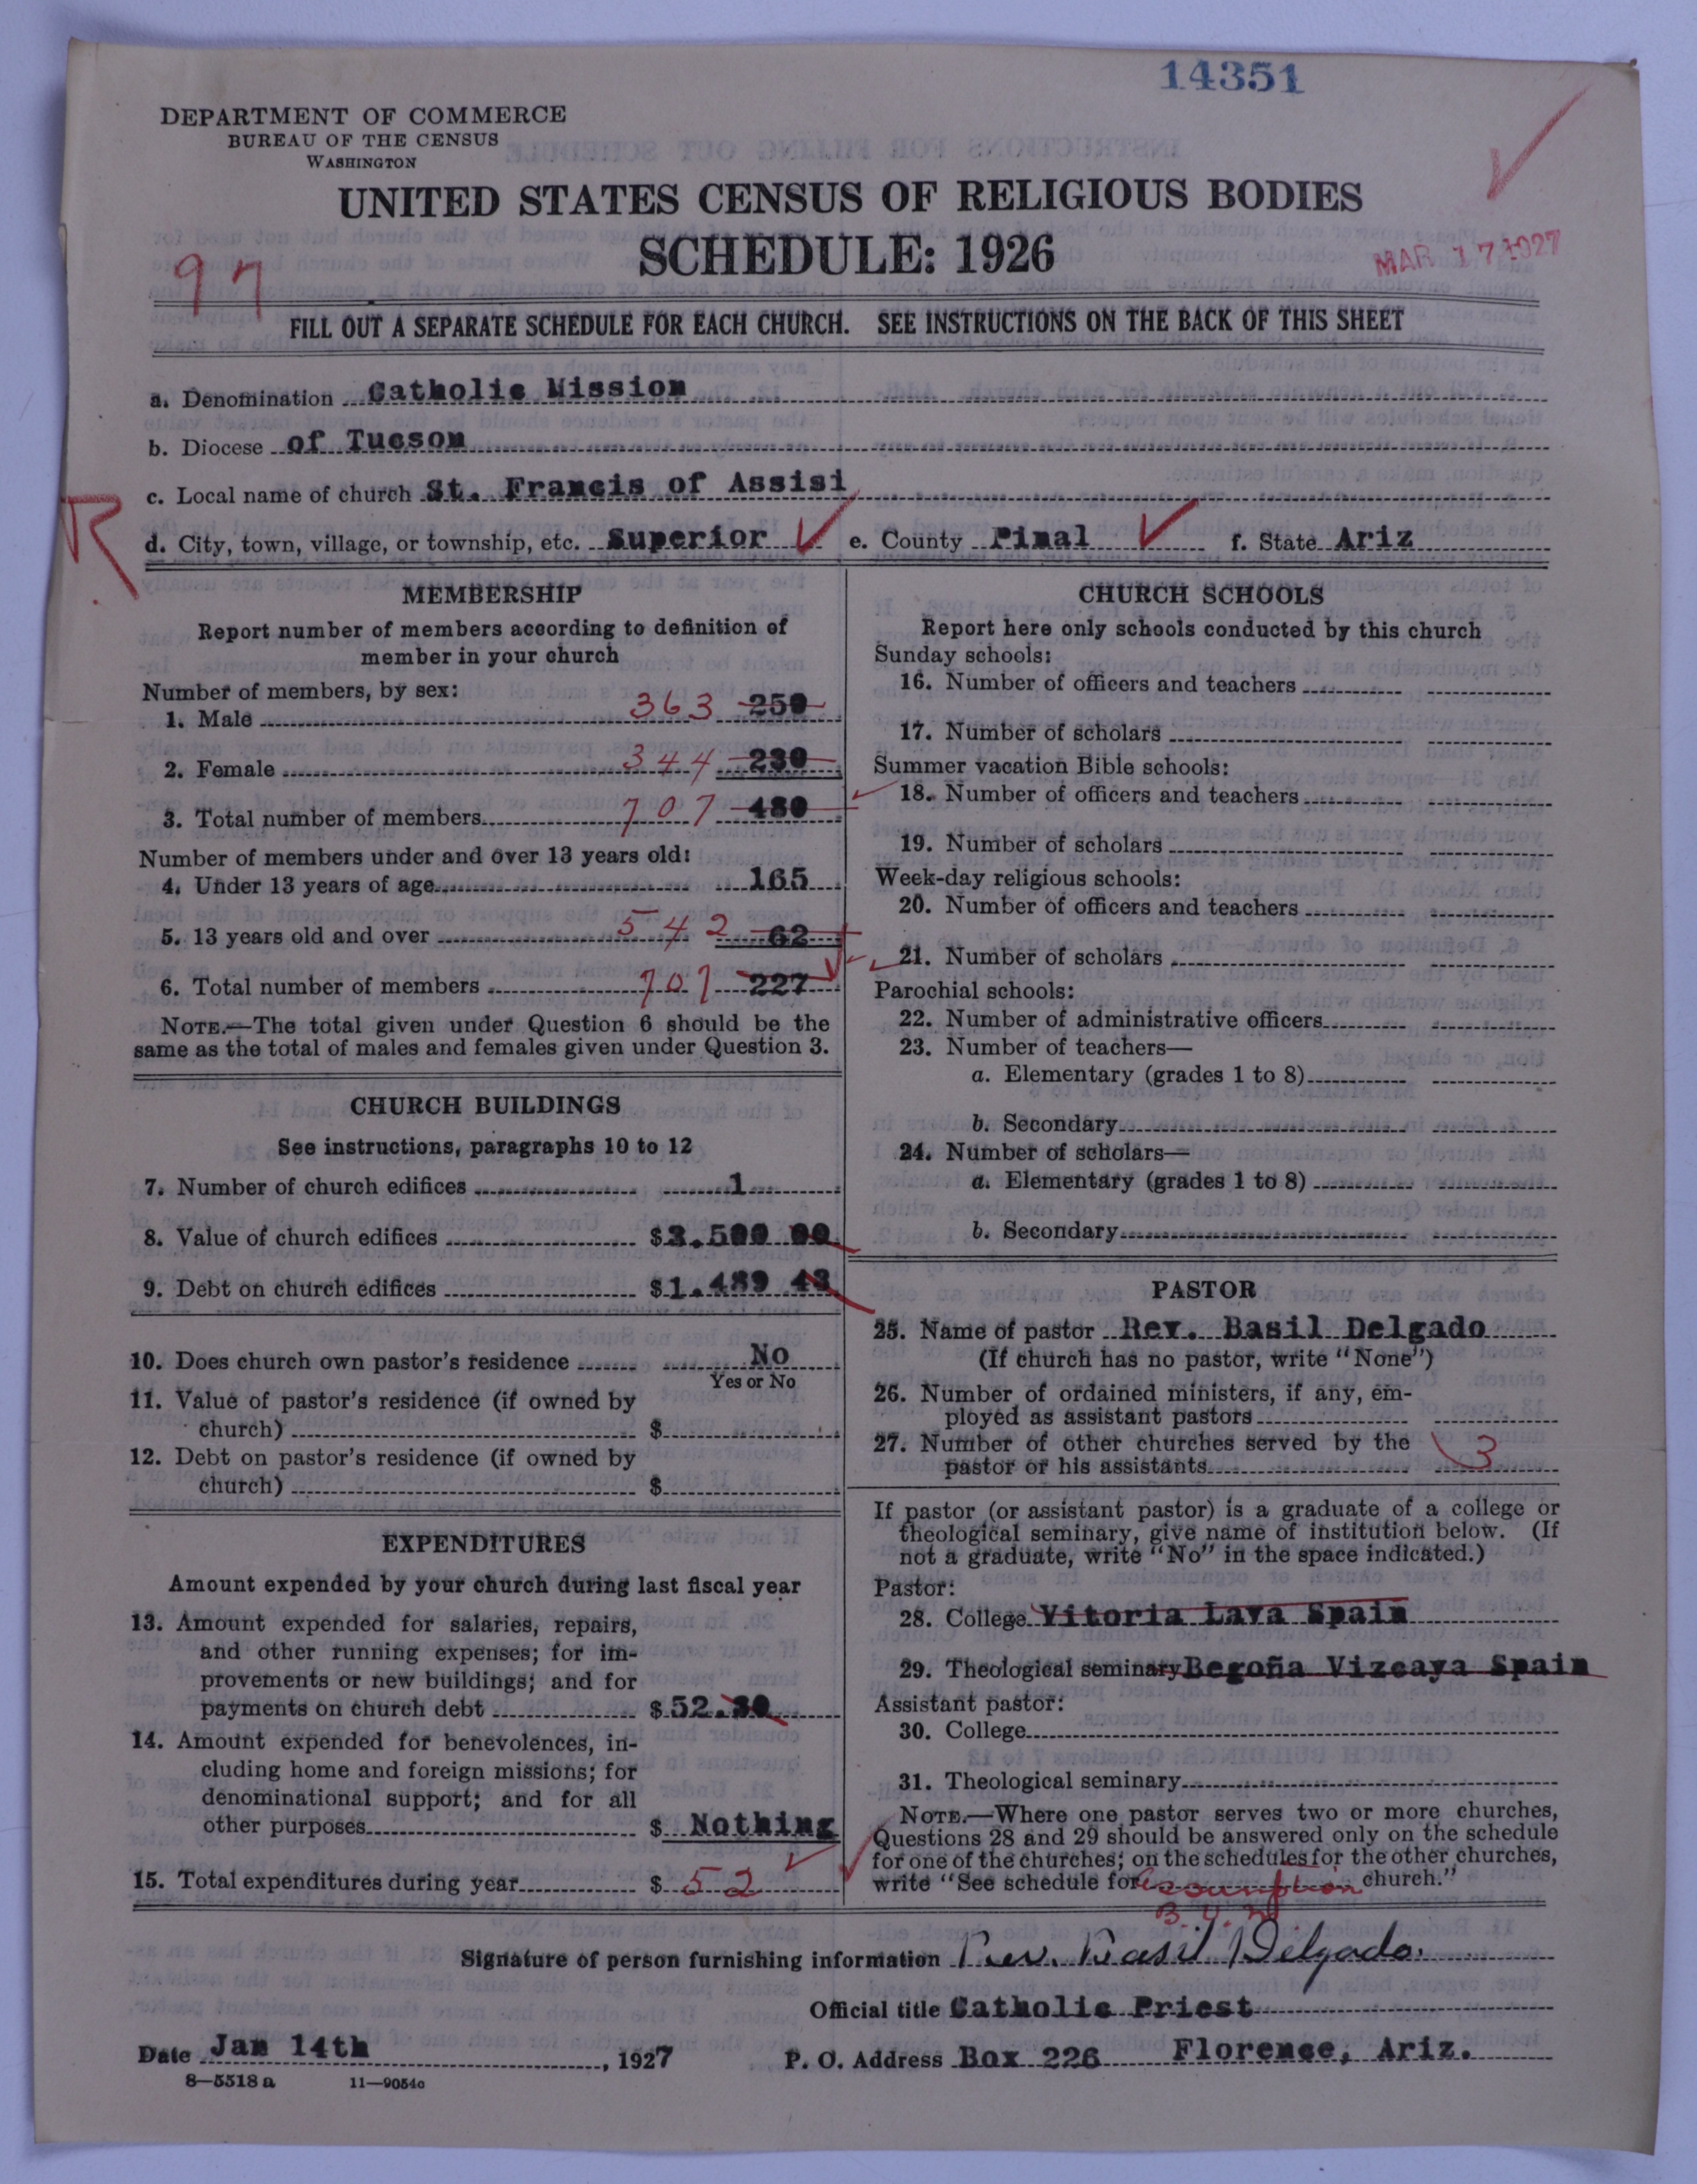 14351
DEPARTMENT OF COMMERCE
BUREAU OF THE CENSUS
WASHINGTON
UNITED STATES CENSUS OF RELIGIOUS BODIES
SCHEDULE: 1926
MAR 17 1927
97
FILL OUT A SEPARATE SCHEDULE FOR EACH CHURCH. SEE INSTRUCTIONS ON THE BACK OF THIS SHEET
a. Denomination Catholic Mission
b. Diocese of Tucson
c. Local name of church St. Francis of Assisi
d. City, town, village, or township, etc. Superior e. County Pinal f. State Ariz
MEMBERSHIP
Report number of members according to definition of
member in your church
Number of members, by sex:
1. Male 363 250
2. Female 344 230
3. Total number of members 707 480
Number of members under and over 13 years old:
4. Under 13 years of age 165
5. 13 years old and over 542 62
6. Total number of members 707 227
NOTE.—The total given under Question 6 should be the
same as the total of males and females given under Question 3.
CHURCH BUILDINGS
See instructions, paragraphs 10 to 12
7. Number of church edifices 1
8. Value of church edifices $3.500 00
9. Debt on church edifices $1.489 43
10. Does church own pastor's residence No
Yes or No
11. Value of pastor's residence (if owned by
church) $
12. Debt on pastor's residence (if owned by
church) $
EXPENDITURES
Amount expended by your church during last fiscal year
13. Amount expended for salaries, repairs,
and other running expenses; for im-
provements or new buildings; and for
payments on church debt $52.30
14. Amount expended for benevolences, in-
cluding home and foreign missions; for
denominational support; and for all
other purposes $ Nothing
15. Total expenditures during year $ 52
CHURCH SCHOOLS
Report here only schools conducted by this church
Sunday schools:
16. Number of officers and teachers
17. Number of scholars
Summer vacation Bible schools:
18. Number of officers and teachers
19. Number of scholars
Week-day religious schools:
20. Number of officers and teachers
21. Number of scholars
Parochial schools:
22. Number of administrative officers
23. Number of teachers—
a. Elementary (grades 1 to 8)
b. Secondary
24. Number of scholars—
a. Elementary (grades 1 to 8)
b. Secondary
PASTOR
25. Name of pastor Rev. Basil Delgado
(If church has no pastor, write "None")
26. Number of ordained ministers, if any, em-
ployed as assistant pastors
27. Number of other churches served by the
pastor or his assistants 3
If pastor (or assistant pastor) is a graduate of a college or
theological seminary, give name of institution below. (If
not a graduate, write "No" in the space indicated.)
Pastor:
28. College Vitoria Lava Spain
29. Theological seminary Begoña Vizcaya Spain
Assistant pastor:
30. College
31. Theological seminary
NOTE.—Where one pastor serves two or more churches,
Questions 28 and 29 should be answered only on the schedule
for one of the churches; on the schedules for the other churches,
write "See schedule for Assumption church."
Signature of person furnishing information Rev. Basil Delgado.
Official title Catholic Priest
Date Jan 14th, 1927 P. O. Address Box 226 Florence, Ariz.
8—5518 a 11—9054c